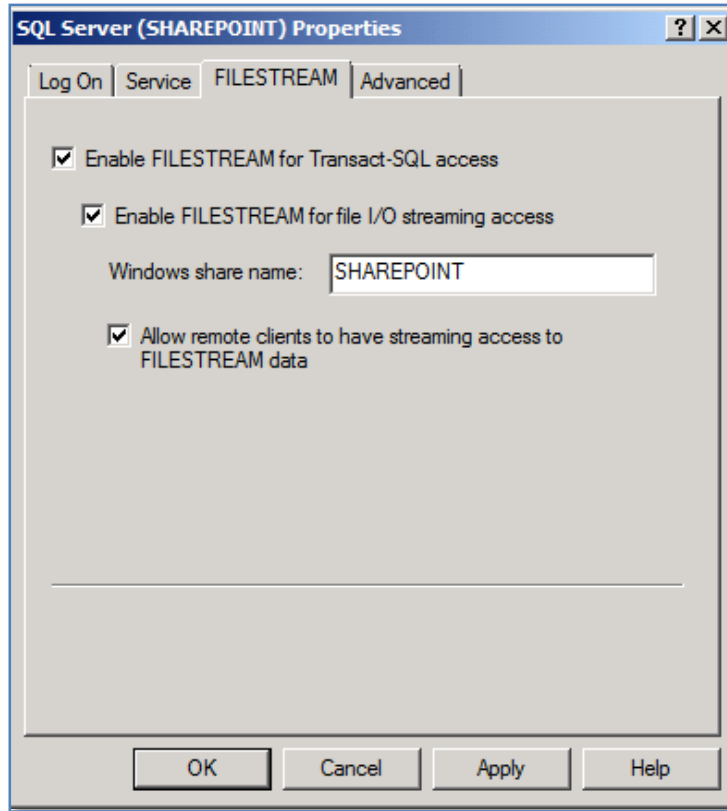 SQL Server (SHAREPOINT) Properties
? X
Log On Service FILESTREAM Advanced
Enable FILESTREAM for Transact-SQL access
Enable FILESTREAM for file I/O streaming access
Windows share name: SHAREPOINT
Allow remote clients to have streaming access to
FILESTREAM data
OK Cancel Apply Help